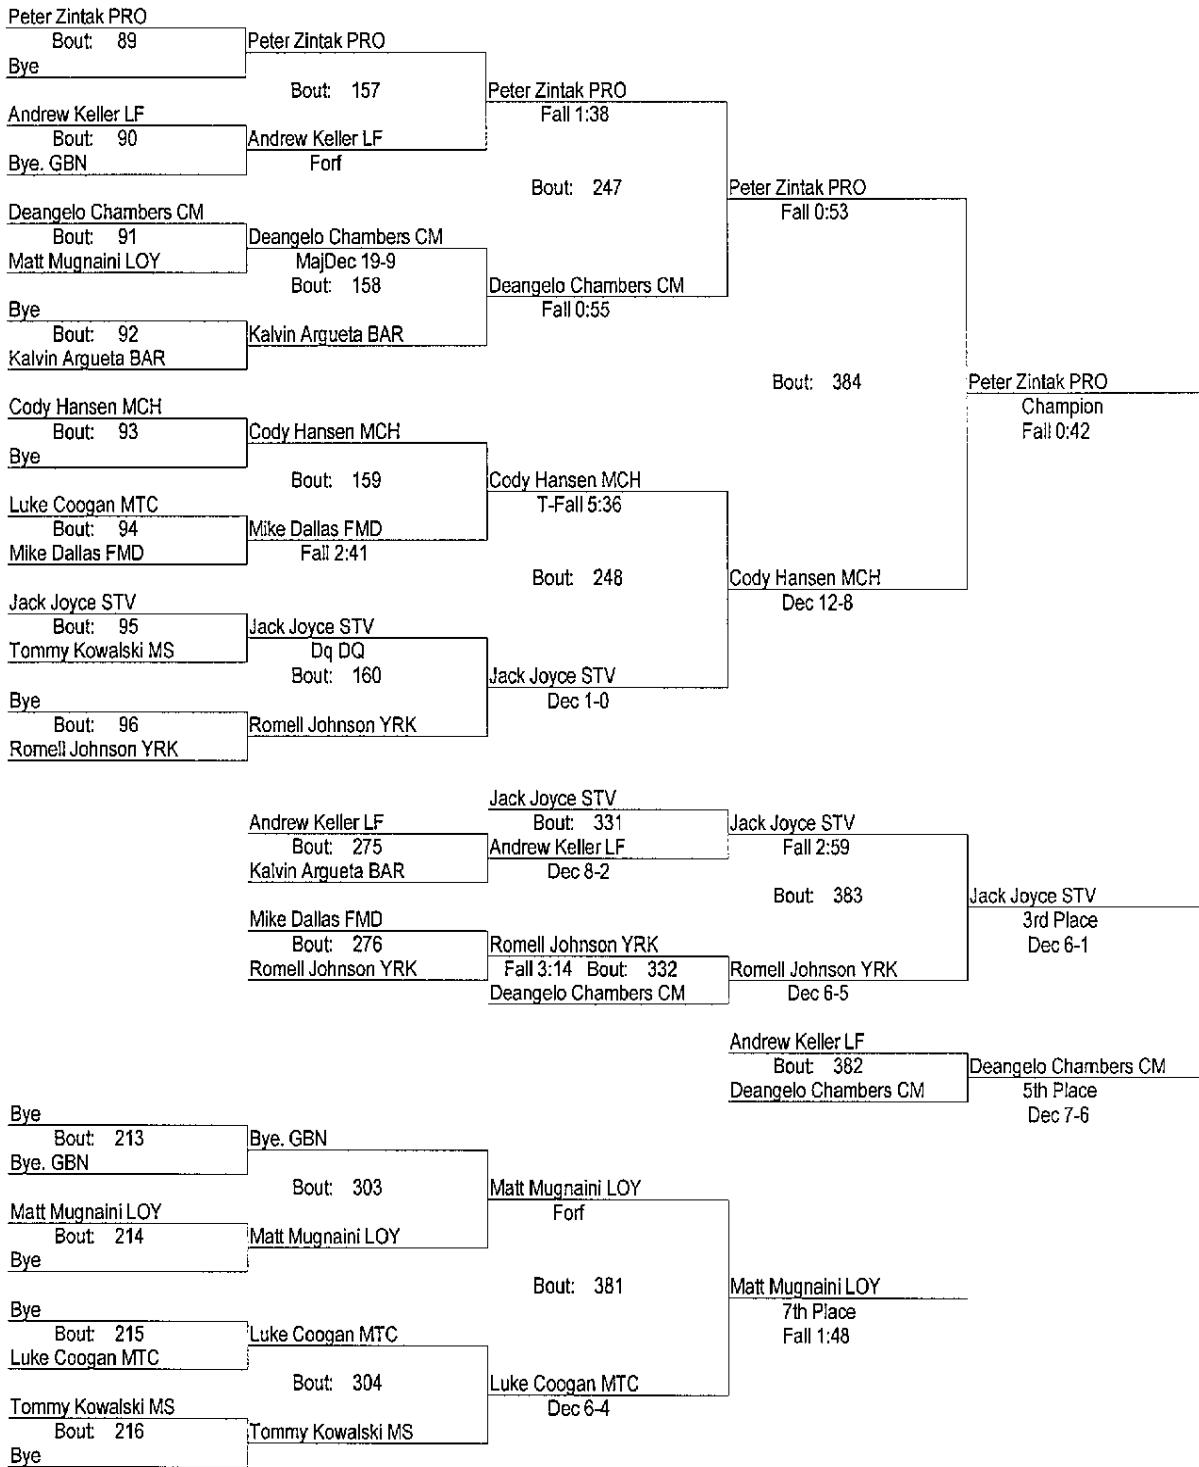 Peter Zintak PRO
Bout: 89
Bye
Peter Zintak PRO
Bout: 157
Andrew Keller LF
Bout: 90
Bye. GBN
Andrew Keller LF
Forf
Peter Zintak PRO
Fall 1:38
Bout: 247
Deangelo Chambers CM
Bout: 91
Matt Mugnaini LOY
Deangelo Chambers CM
MajDec 19-9
Bout: 158
Bye
Bout: 92
Kalvin Argueta BAR
Kalvin Argueta BAR
Deangelo Chambers CM
Fall 0:55
Peter Zintak PRO
Fall 0:53
Bout: 384
Peter Zintak PRO
Champion
Fall 0:42
Cody Hansen MCH
Bout: 93
Bye
Cody Hansen MCH
Bout: 159
Luke Coogan MTC
Bout: 94
Mike Dallas FMD
Mike Dallas FMD
Fall 2:41
Cody Hansen MCH
T-Fall 5:36
Bout: 248
Jack Joyce STV
Bout: 95
Tommy Kowalski MS
Jack Joyce STV
Dq DQ
Bout: 160
Bye
Bout: 96
Romell Johnson YRK
Romell Johnson YRK
Jack Joyce STV
Dec 1-0
Cody Hansen MCH
Dec 12-8
Andrew Keller LF
Bout: 275
Kalvin Argueta BAR
Jack Joyce STV
Bout: 331
Andrew Keller LF
Dec 8-2
Jack Joyce STV
Fall 2:59
Bout: 383
Mike Dallas FMD
Bout: 276
Romell Johnson YRK
Romell Johnson YRK
Fall 3:14 Bout: 332
Deangelo Chambers CM
Romell Johnson YRK
Dec 6-5
Jack Joyce STV
3rd Place
Dec 6-1
Andrew Keller LF
Bout: 382
Deangelo Chambers CM
Deangelo Chambers CM
5th Place
Dec 7-6
Bye
Bout: 213
Bye. GBN
Bye. GBN
Bout: 303
Matt Mugnaini LOY
Bout: 214
Bye
Matt Mugnaini LOY
Matt Mugnaini LOY
Forf
Bout: 381
Bye
Bout: 215
Luke Coogan MTC
Luke Coogan MTC
Bout: 304
Tommy Kowalski MS
Bout: 216
Bye
Tommy Kowalski MS
Luke Coogan MTC
Dec 6-4
Matt Mugnaini LOY
7th Place
Fall 1:48